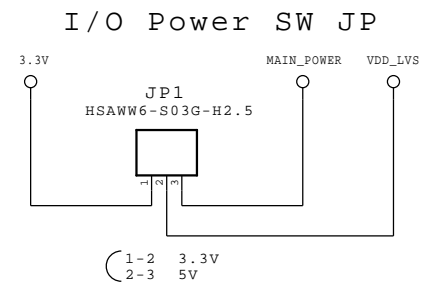 I/O Power SW JP
3.3V MAIN_POWER VDD_LVS
JP1
HSAWW6-S03G-H2.5
1 2 3
1-2 3.3V
2-3 5V